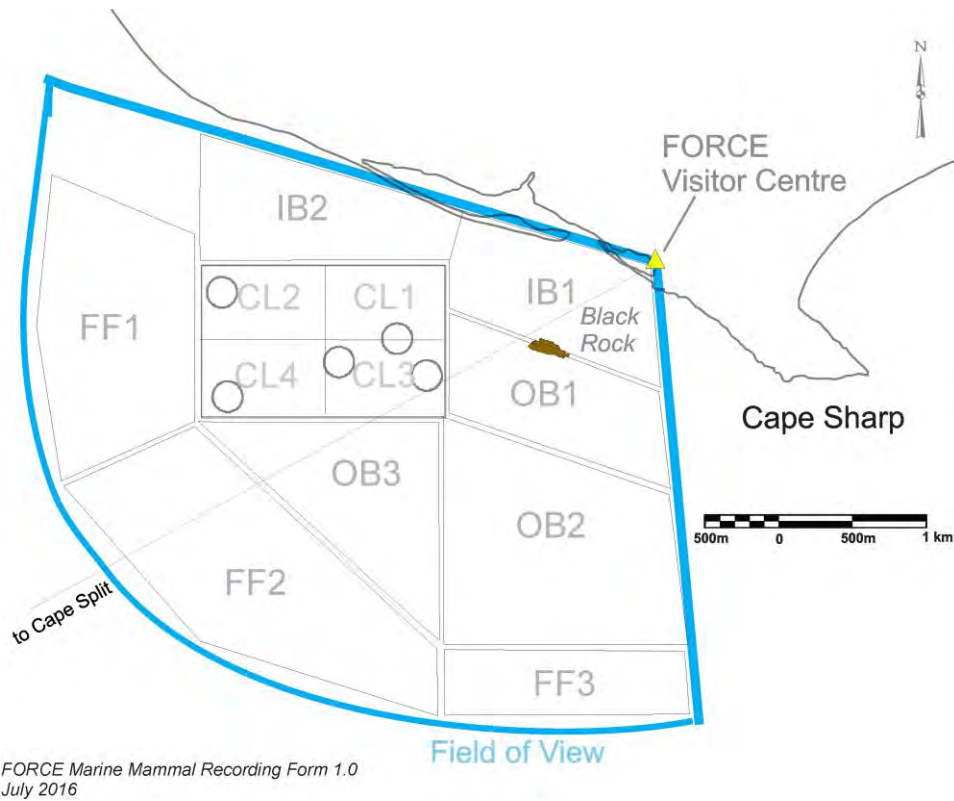 N
FORCE
Visitor Centre
IB2
IB1
CL2
CL1
Black
Rock
FF1
CL4
CL3
OB1
Cape Sharp
OB3
OB2
500m
0
500m
1 km
FF2
to Cape Split
FF3
Field of View
FORCE Marine Mammal Recording Form 1.0
July 2016